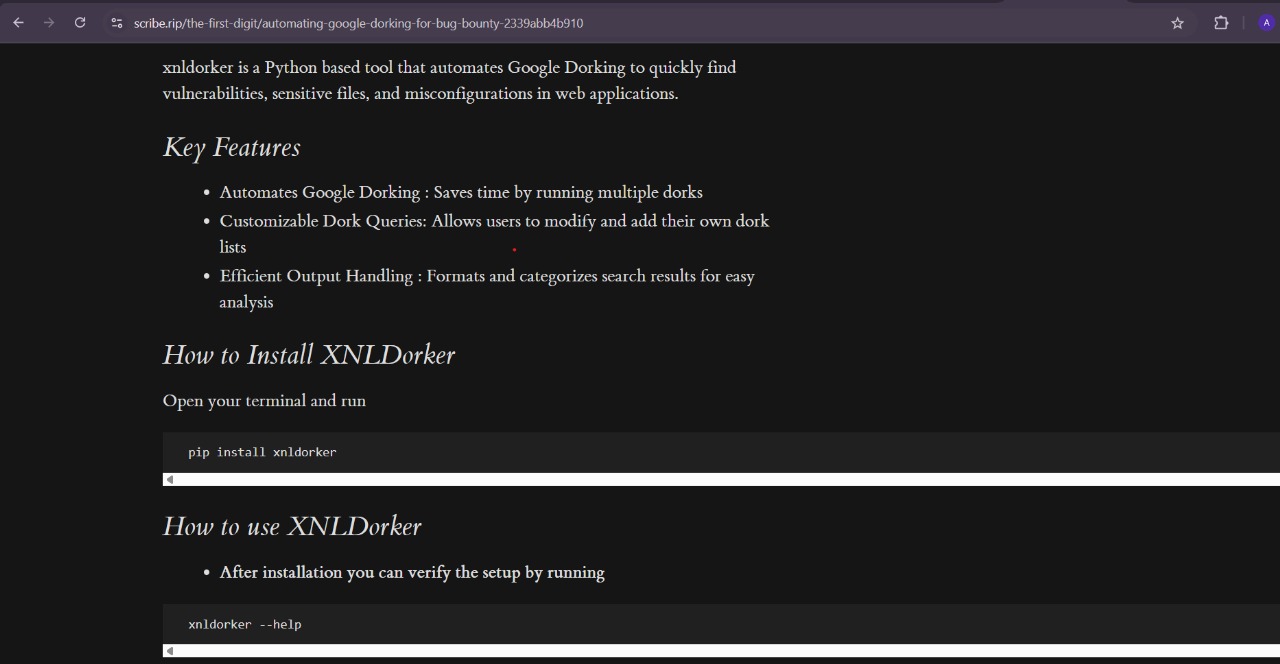 scribe.rip/the-first-digit/automating-google-dorking-for-bug-bounty-2339abb4b910
A
xnldorker is a Python based tool that automates Google Dorking to quickly find
vulnerabilities, sensitive files, and misconfigurations in web applications.
Key Features
• Automates Google Dorking : Saves time by running multiple dorks
• Customizable Dork Queries: Allows users to modify and add their own dork
lists
• Efficient Output Handling : Formats and categorizes search results for easy
analysis
How to Install XNLDorker
Open your terminal and run
pip install xnldorker
How to use XNLDorker
• After installation you can verify the setup by running
xnldorker --help